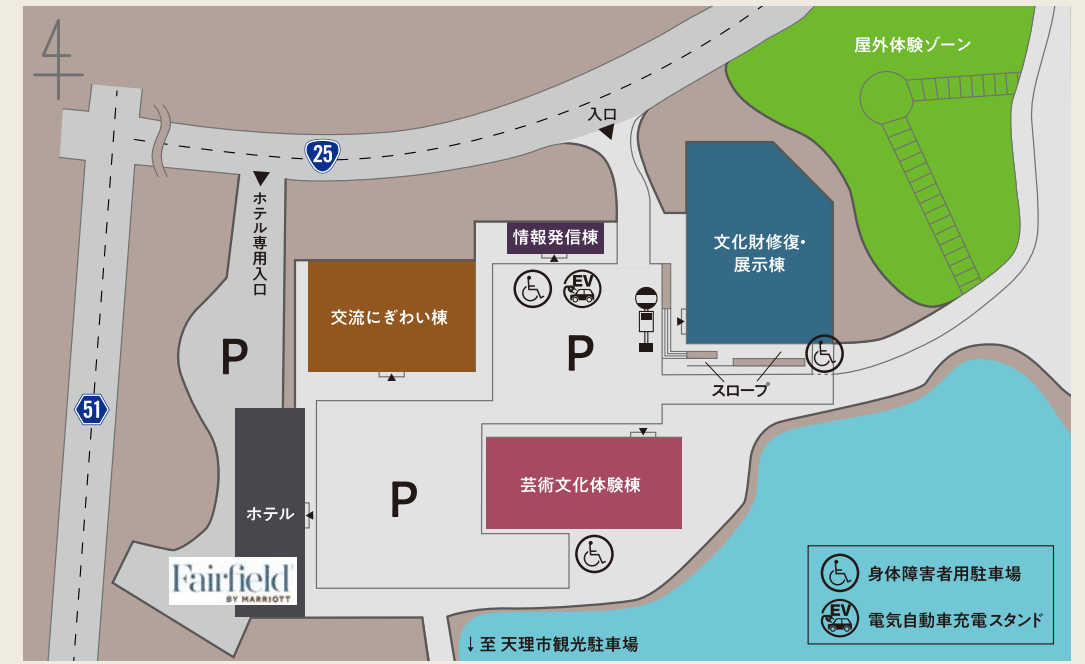 屋外体験ゾーン
入口
25
ホテル専用入口
情報発信棟
文化財修復・
展示棟
EV
交流にぎわい棟
P
P
スロープ
51
芸術文化体験棟
P
ホテル
Fairfield
BY MARRIOTT
身体障害者用駐車場
EV
電気自動車充電スタンド
↓至 天理市観光駐車場